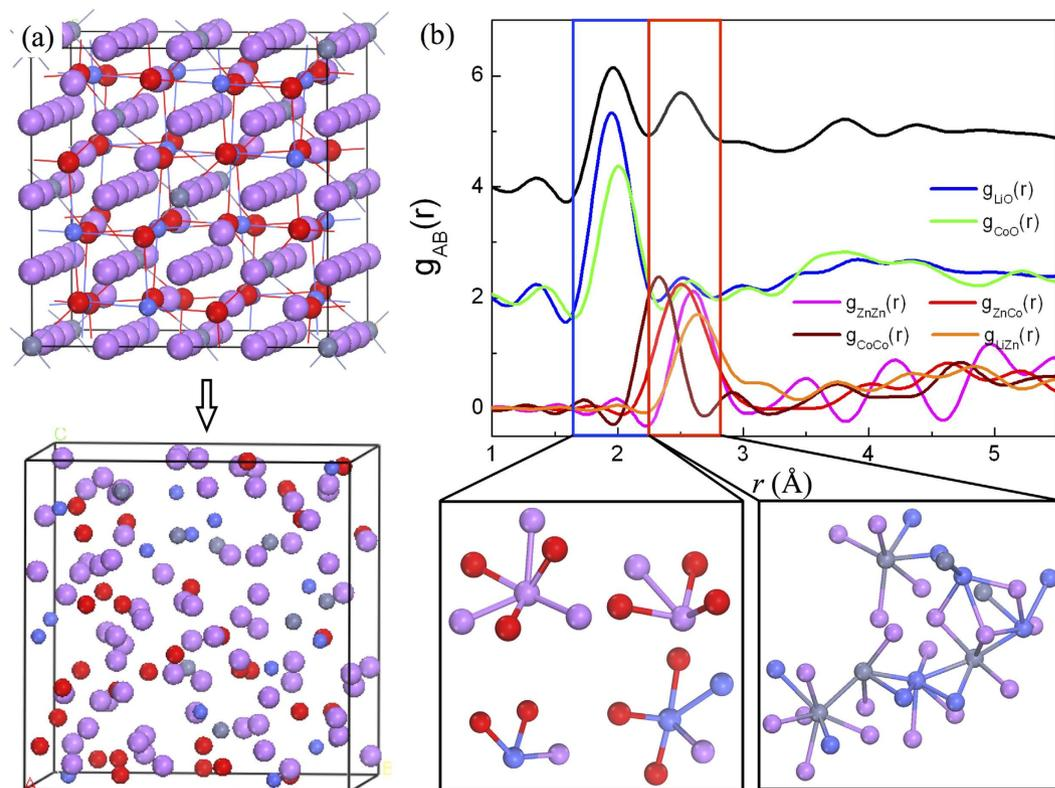 (a)
C
A
B
(b)
g_AB(r)
6
4
2
0
g_LiO(r)
g_CoO(r)
g_ZnZn(r) g_ZnCo(r)
g_CoCo(r) g_LiZn(r)
1 2 3 4 5
r (Å)